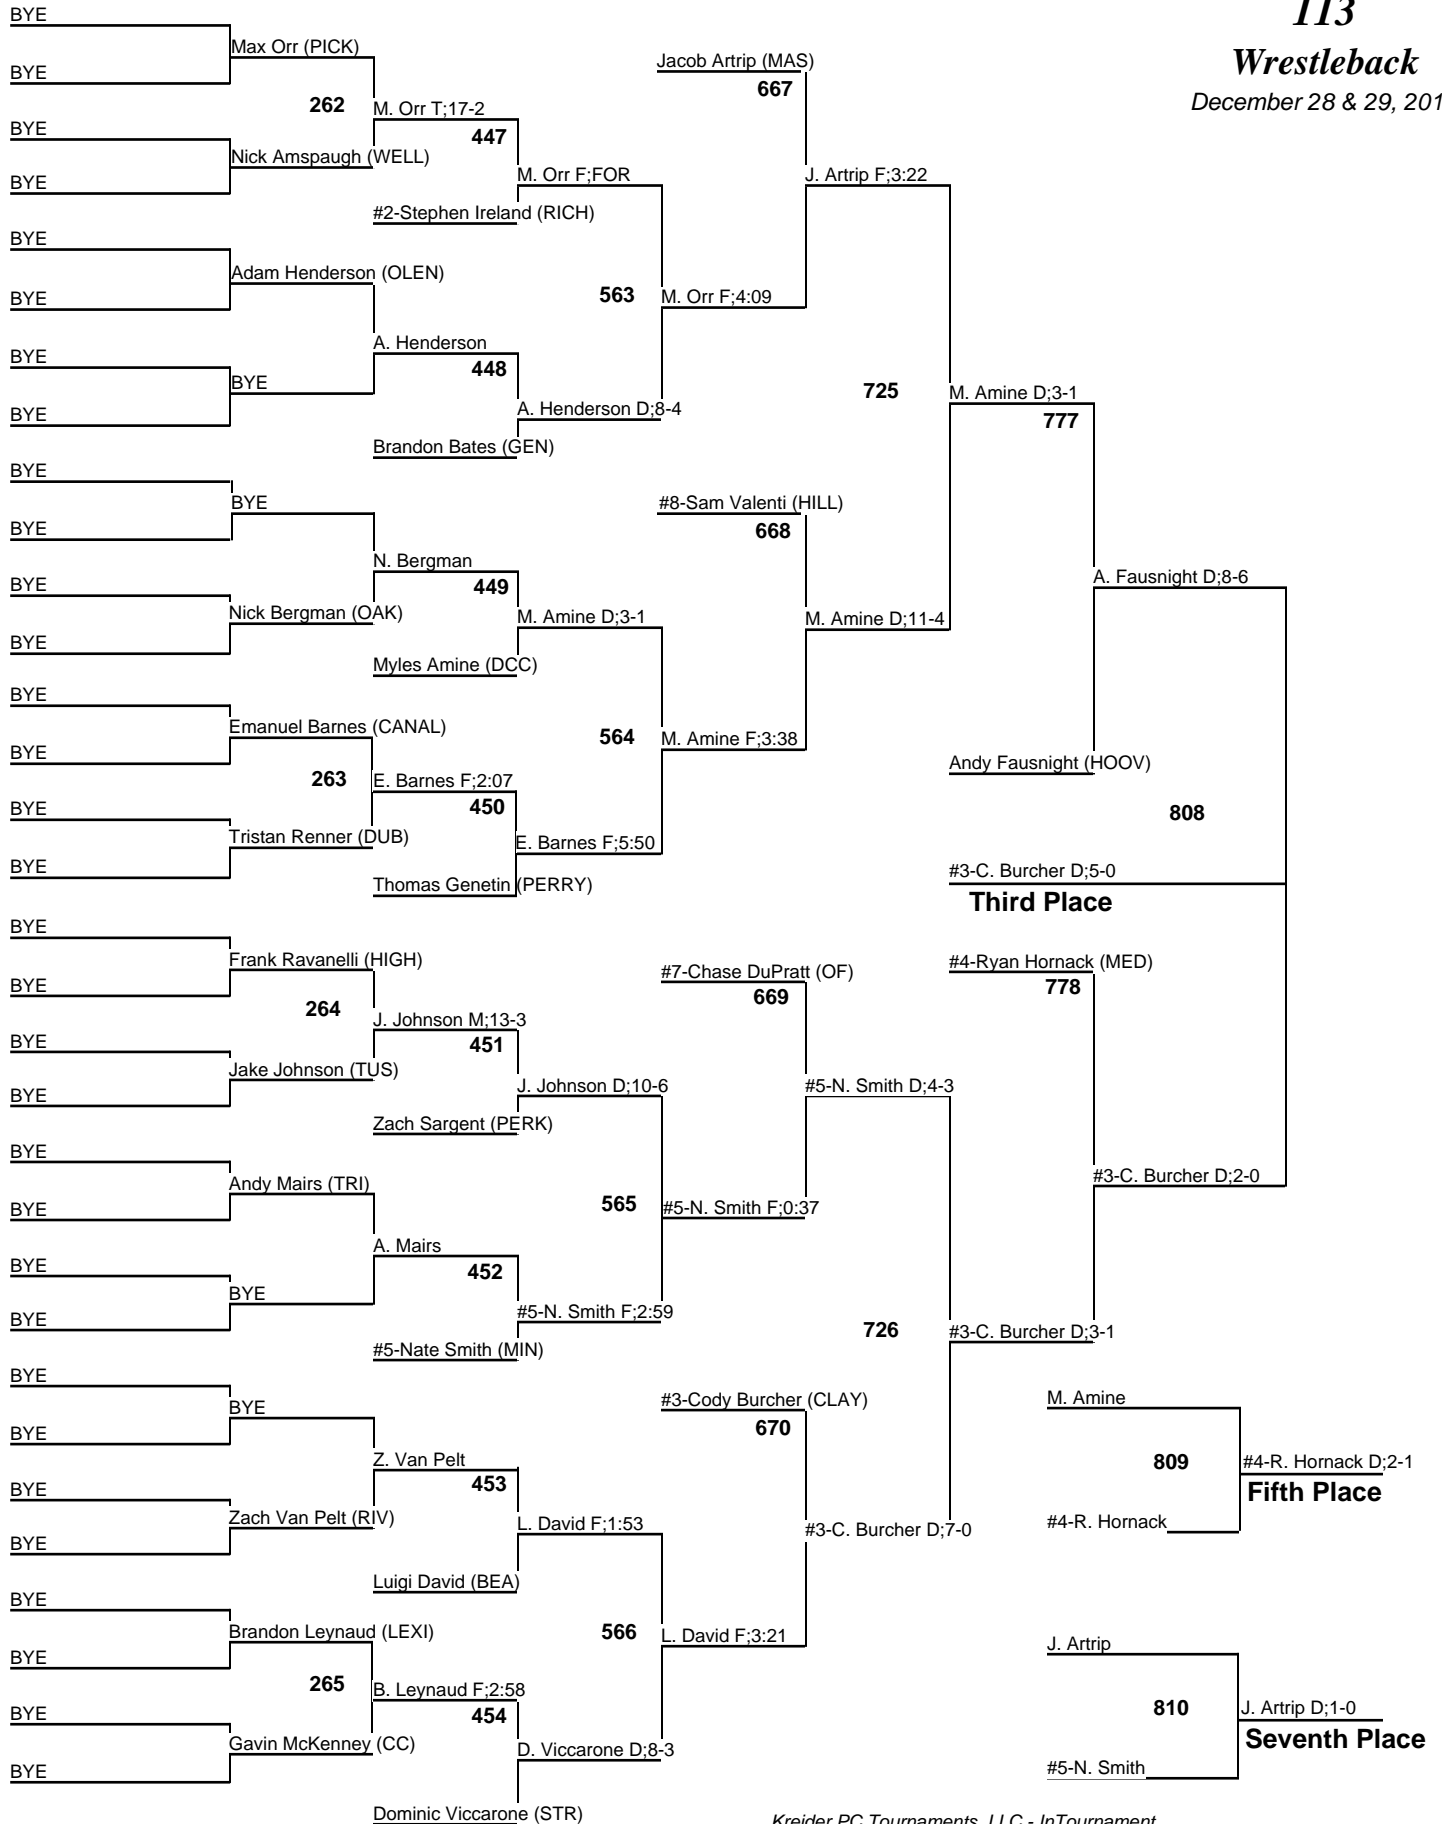 113
Wrestleback
December 28 & 29, 201
BYE
Max Orr (PICK)
BYE
262
M. Orr T;17-2
447
BYE
Nick Amspaugh (WELL)
BYE
M. Orr F;FOR
#2-Stephen Ireland (RICH)
BYE
Adam Henderson (OLEN)
BYE
563
M. Orr F;4:09
A. Henderson
448
BYE
BYE
BYE
A. Henderson D;8-4
Brandon Bates (GEN)
Jacob Artrip (MAS)
667
J. Artrip F;3:22
725
M. Amine D;3-1
777
BYE
BYE
BYE
N. Bergman
449
BYE
Nick Bergman (OAK)
BYE
M. Amine D;3-1
Myles Amine (DCC)
#8-Sam Valenti (HILL)
668
M. Amine D;11-4
BYE
Emanuel Barnes (CANAL)
BYE
564
M. Amine F;3:38
263
E. Barnes F;2:07
450
BYE
Tristan Renner (DUB)
BYE
E. Barnes F;5:50
Thomas Genetin (PERRY)
A. Fausnight D;8-6
Andy Fausnight (HOOV)
808
#3-C. Burcher D;5-0
Third Place
BYE
Frank Ravanelli (HIGH)
BYE
264
J. Johnson M;13-3
451
BYE
Jake Johnson (TUS)
BYE
J. Johnson D;10-6
Zach Sargent (PERK)
#7-Chase DuPratt (OF)
669
#5-N. Smith D;4-3
#4-Ryan Hornack (MED)
778
BYE
Andy Mairs (TRI)
BYE
565
#5-N. Smith F;0:37
#3-C. Burcher D;2-0
A. Mairs
452
BYE
BYE
BYE
#5-N. Smith F;2:59
#5-Nate Smith (MIN)
726
#3-C. Burcher D;3-1
BYE
BYE
BYE
Z. Van Pelt
453
BYE
Zach Van Pelt (RIV)
BYE
L. David F;1:53
Luigi David (BEA)
#3-Cody Burcher (CLAY)
670
#3-C. Burcher D;7-0
M. Amine
809
#4-R. Hornack D;2-1
Fifth Place
#4-R. Hornack
BYE
Brandon Leynaud (LEXI)
BYE
566
L. David F;3:21
265
B. Leynaud F;2:58
454
BYE
Gavin McKenney (CC)
BYE
D. Viccarone D;8-3
Dominic Viccarone (STR)
J. Artrip
810
J. Artrip D;1-0
Seventh Place
#5-N. Smith
Kreider PC Tournaments, LLC - InTournament